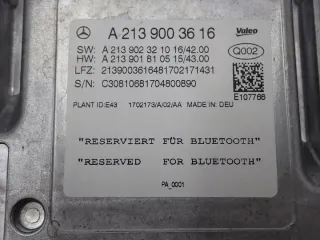 A 213 900 36 16
Valeo
SW: A 213 902 32 10 16/42.00
HW: A 213 901 81 05 15/43.00
Q002
LFZ: 2139003616481702171431
S/N: C30810681704800890
E107766
PLANT ID:E43 1702173/A/02/AA MADE IN: DEU
"RESERVIERT FÜR BLUETOOTH"
"RESERVED FOR BLUETOOTH"
PA_0001